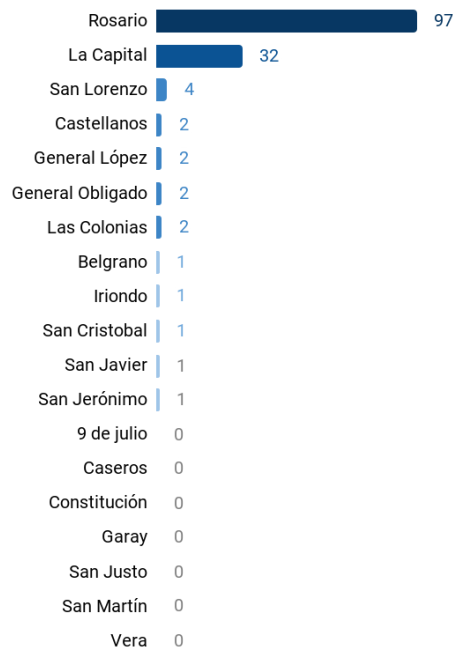 Rosario 97
La Capital 32
San Lorenzo 4
Castellanos 2
General López 2
General Obligado 2
Las Colonias 2
Belgrano 1
Iriondo 1
San Cristobal 1
San Javier 1
San Jerónimo 1
9 de julio 0
Caseros 0
Constitución 0
Garay 0
San Justo 0
San Martín 0
Vera 0